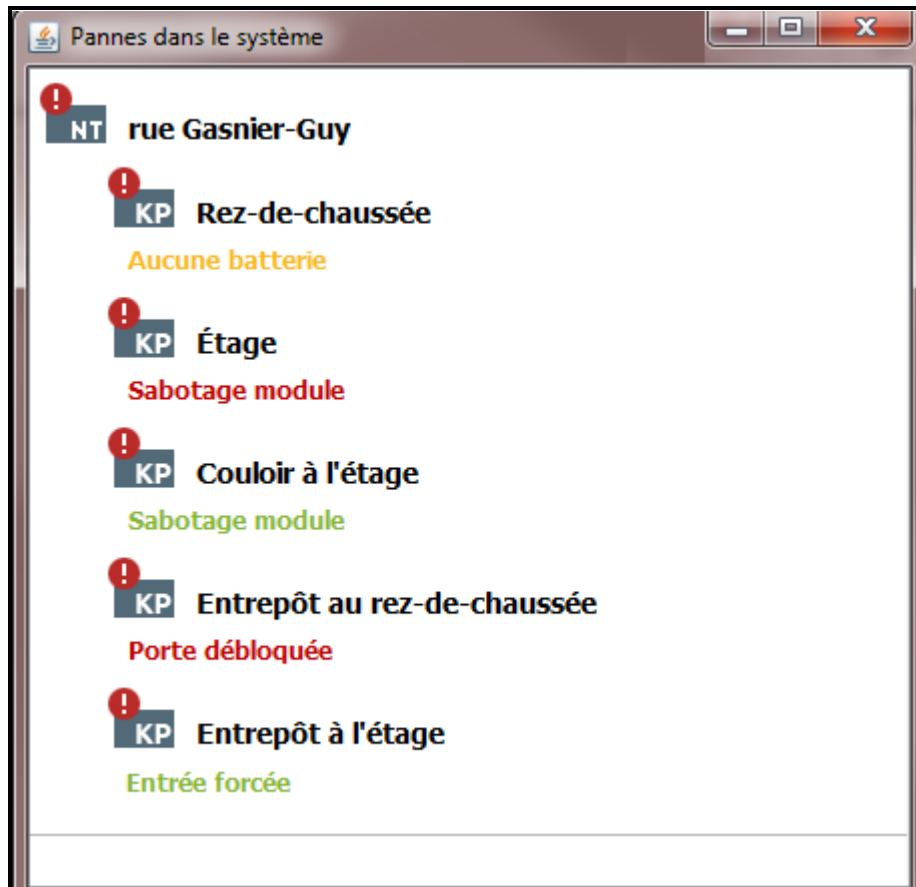 Pannes dans le système
! NT rue Gasnier-Guy
! KP Rez-de-chaussée
Aucune batterie
! KP Étage
Sabotage module
! KP Couloir à l'étage
Sabotage module
! KP Entrepôt au rez-de-chaussée
Porte débloquée
! KP Entrepôt à l'étage
Entrée forcée